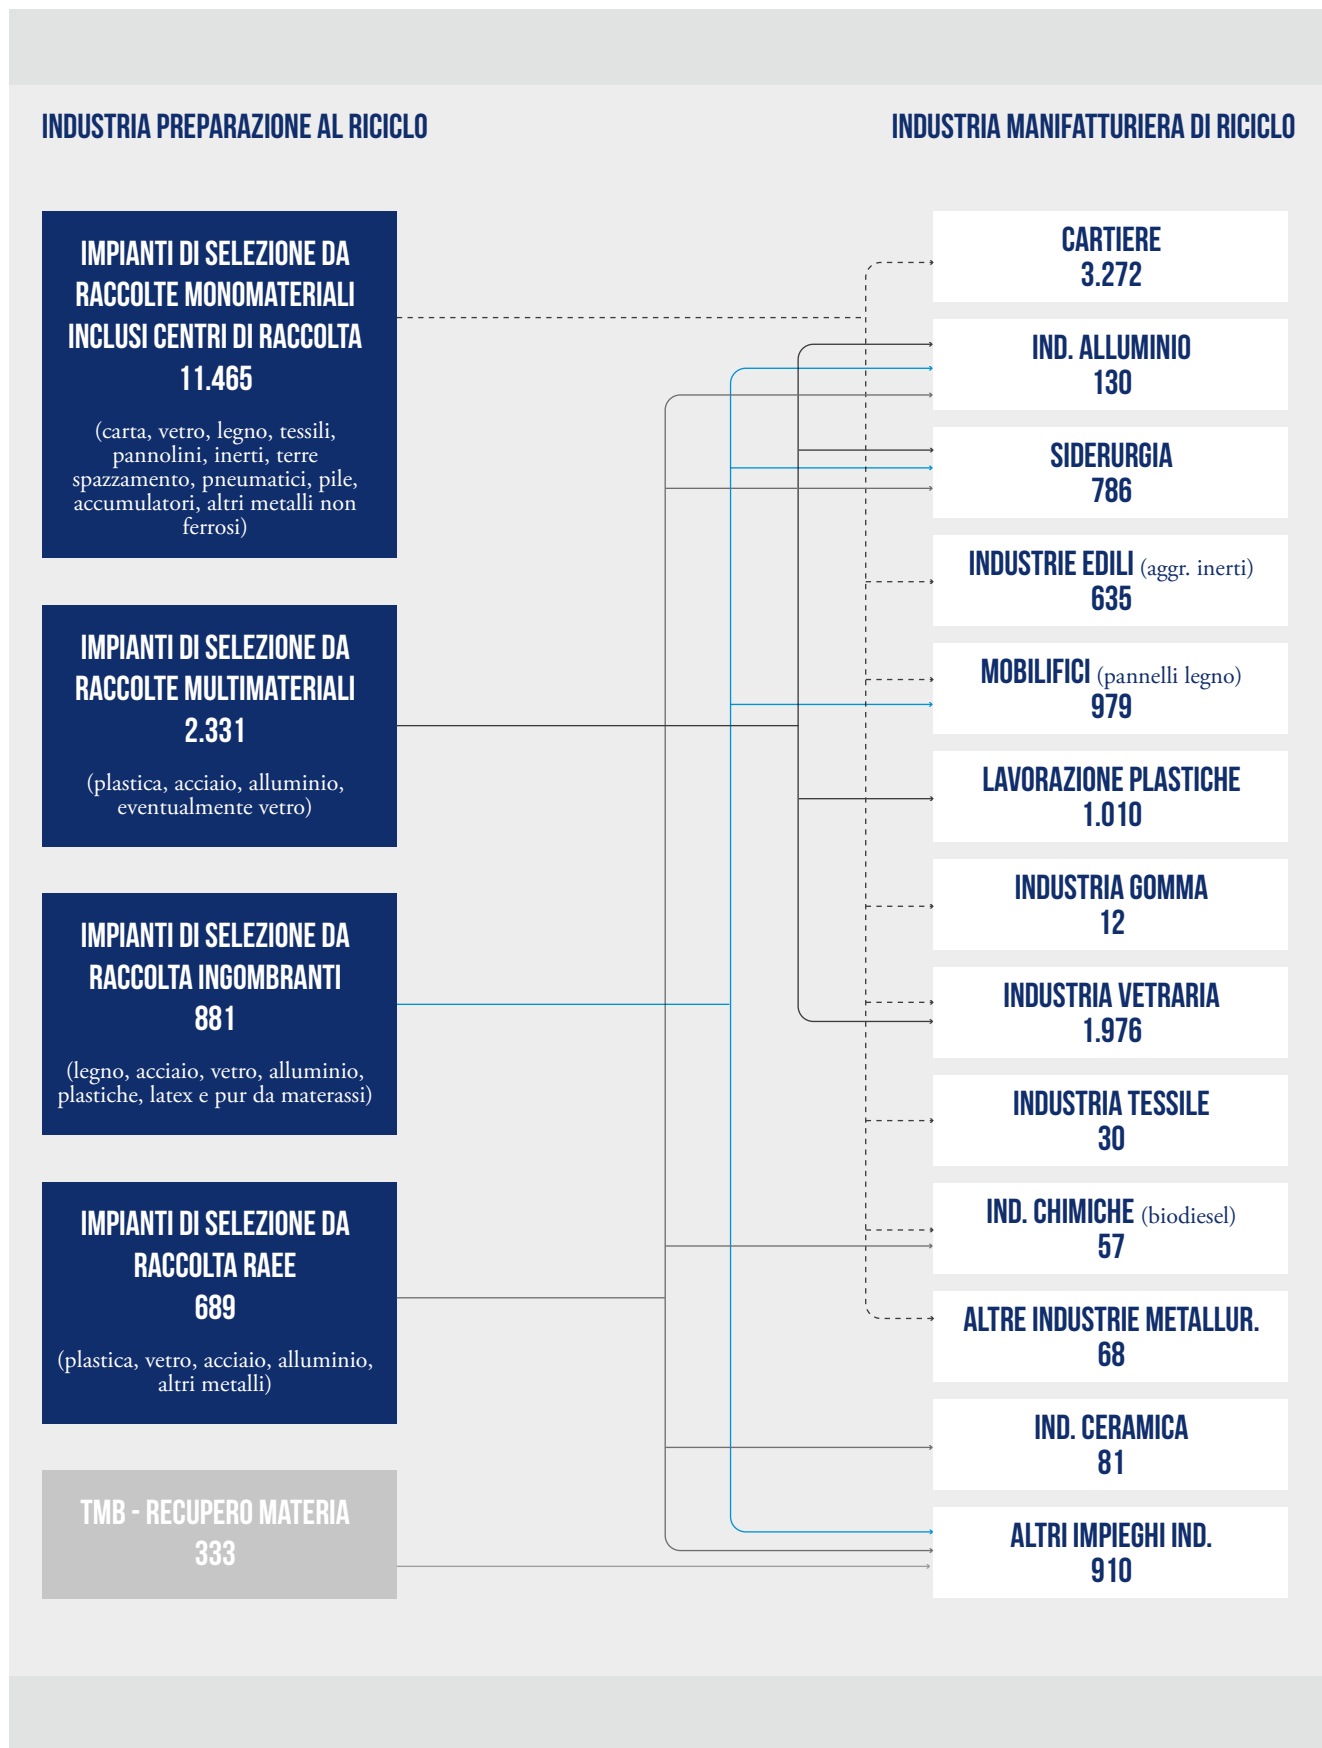 INDUSTRIA PREPARAZIONE AL RICICLO
INDUSTRIA MANIFATTURIERA DI RICICLO
IMPIANTI DI SELEZIONE DA
RACCOLTE MONOMATERIALI
INCLUSI CENTRI DI RACCOLTA
11.465
(carta, vetro, legno, tessili,
pannolini, inerti, terre
spazzamento, pneumatici, pile,
accumulatori, altri metalli non
ferrosi)
IMPIANTI DI SELEZIONE DA
RACCOLTE MULTIMATERIALI
2.331
(plastica, acciaio, alluminio,
eventualmente vetro)
IMPIANTI DI SELEZIONE DA
RACCOLTA INGOMBRANTI
881
(legno, acciaio, vetro, alluminio,
plastiche, latex e pur da materassi)
IMPIANTI DI SELEZIONE DA
RACCOLTA RAEE
689
(plastica, vetro, acciaio, alluminio,
altri metalli)
TMB - RECUPERO MATERIA
333
CARTIERE
3.272
IND. ALLUMINIO
130
SIDERURGIA
786
INDUSTRIE EDILI (aggr. inerti)
635
MOBILIFICI (pannelli legno)
979
LAVORAZIONE PLASTICHE
1.010
INDUSTRIA GOMMA
12
INDUSTRIA VETRARIA
1.976
INDUSTRIA TESSILE
30
IND. CHIMICHE (biodiesel)
57
ALTRE INDUSTRIE METALLUR.
68
IND. CERAMICA
81
ALTRI IMPIEGHI IND.
910